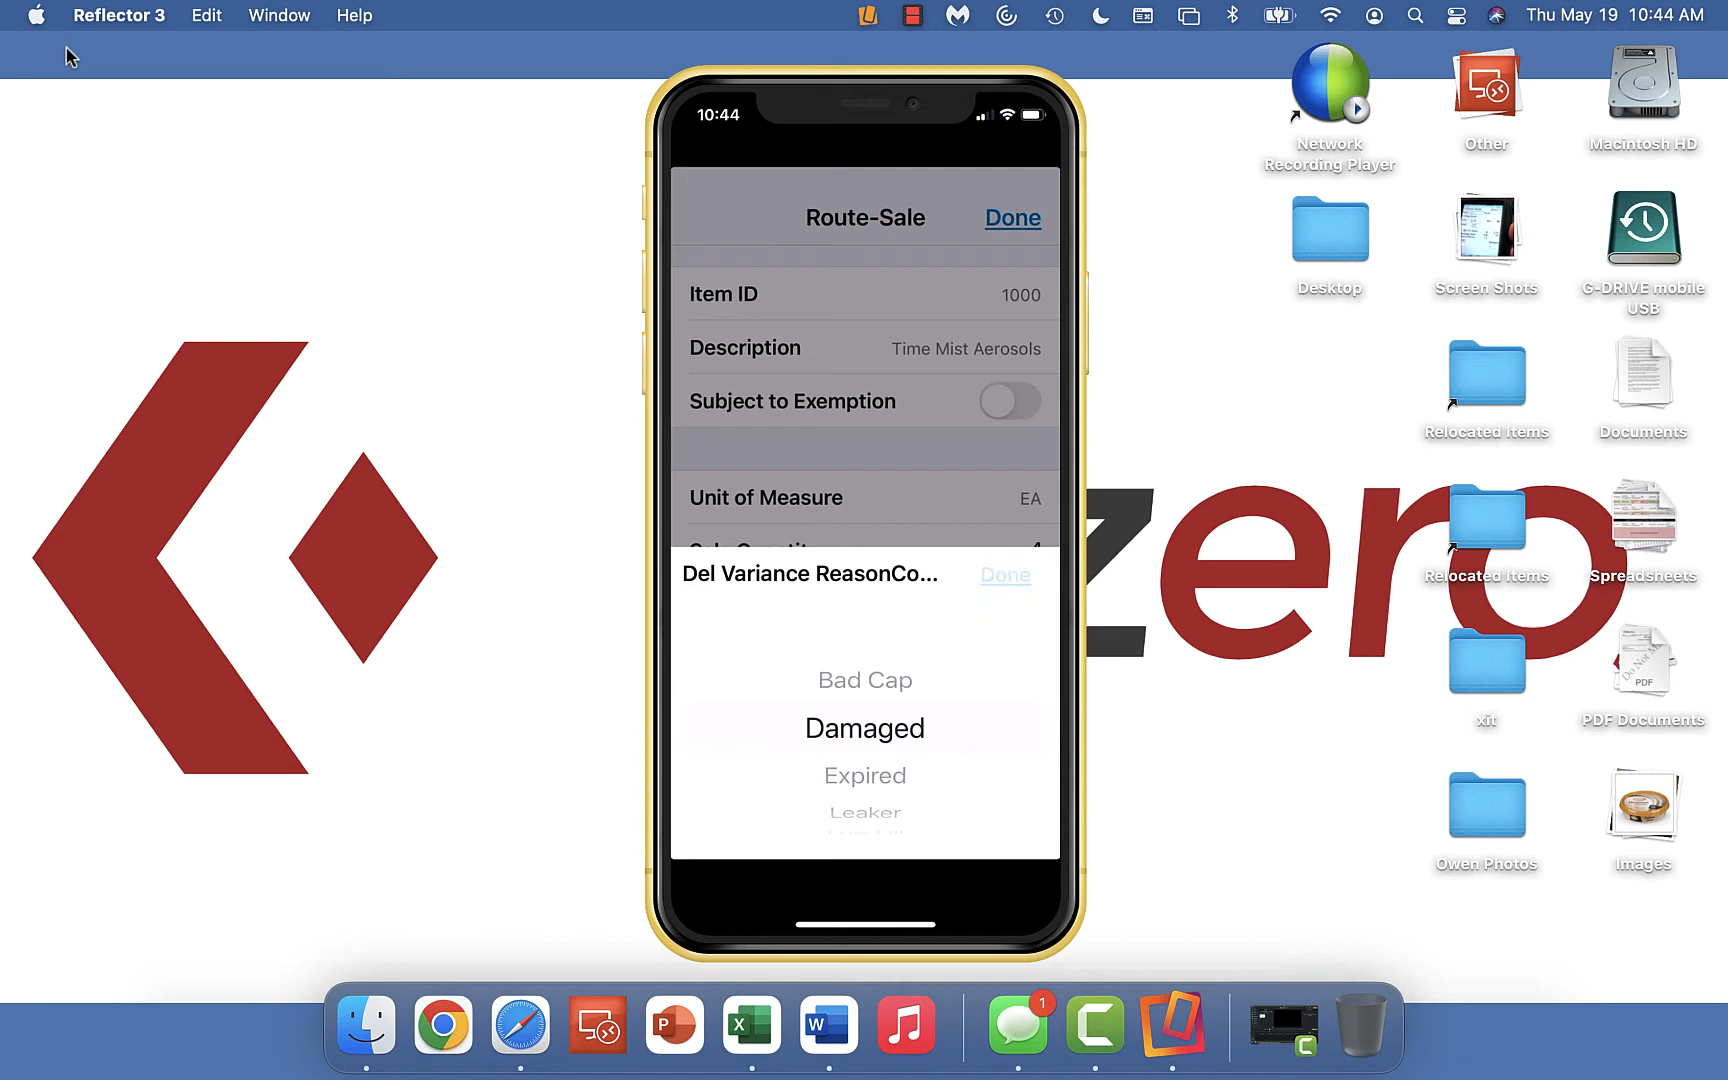 Reflector 3 Edit Window Help
Thu May 19 10:44 AM
10:44
Route-Sale Done
Item ID 1000
Description Time Mist Aerosols
Subject to Exemption
Unit of Measure EA
Del Variance ReasonCo... Done
Bad Cap
Damaged
Expired
Leaker
zero
Network
Recording Player
Other
Macintosh HD
Desktop
Screen Shots
G-DRIVE mobile
USB
Relocated Items
Documents
Relocated Items
Spreadsheets
xit
PDF
PDF Documents
Owen Photos
Images
P
X
W
1
C
C